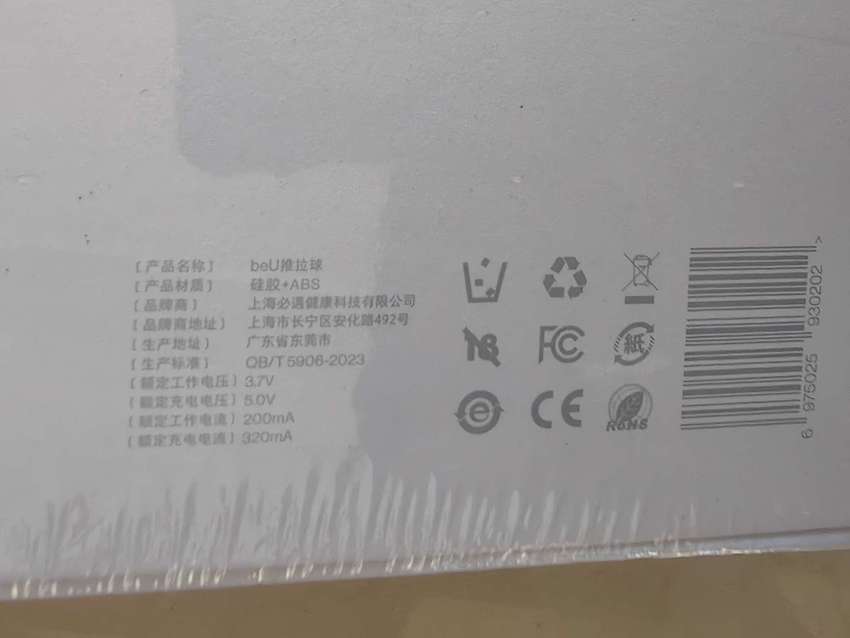 【产品名称】 beU推拉球
【产品材质】 硅胶+ABS
【品牌商】 上海必遇健康科技有限公司
【品牌商地址】 上海市长宁区安化路492号
【生产地址】 广东省东莞市
【生产标准】 QB/T 5906-2023
【额定工作电压】 3.7V
【额定充电电压】 5.0V
【额定工作电流】 200mA
【额定充电电流】 320mA
18 FC 紙
e CE RoHS
6 975025 930202 >